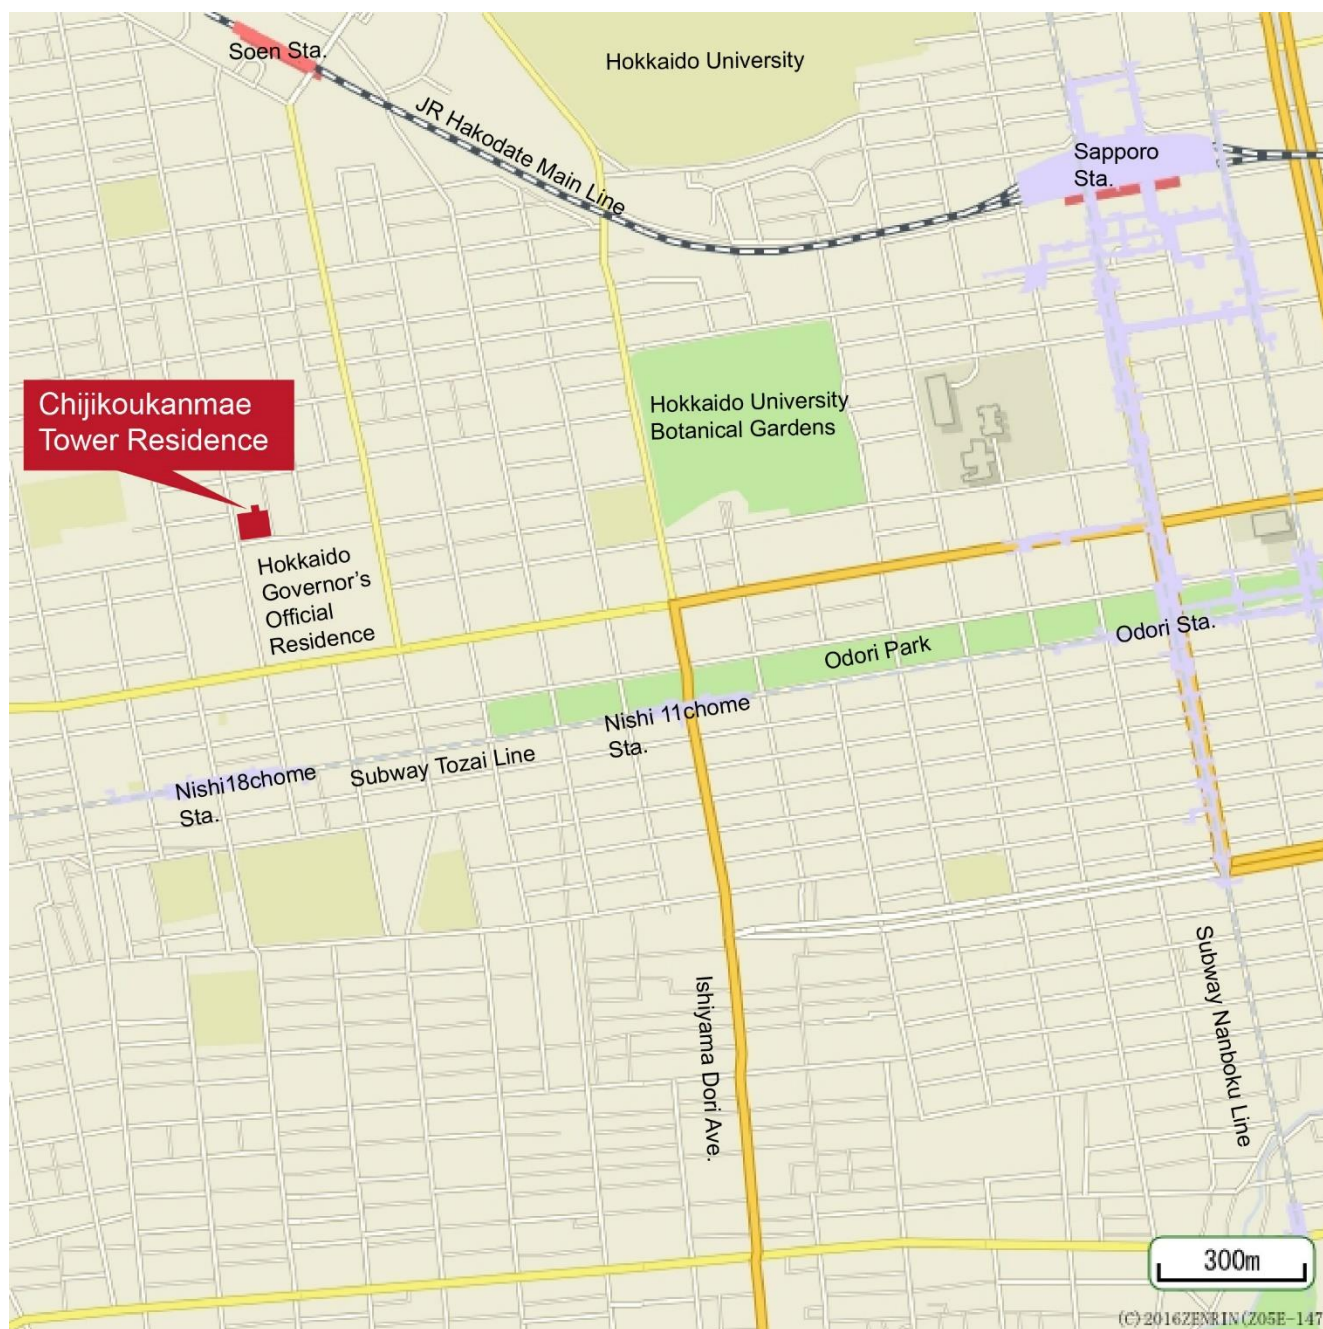 Soen Sta.
Hokkaido University
JR Hakodate Main Line
Sapporo
Sta.
Chijikoukanmae
Tower Residence
Hokkaido University
Botanical Gardens
Hokkaido
Governor's
Official
Residence
Odori Sta.
Odori Park
Nishi 11chome
Sta.
Subway Tozai Line
Nishi18chome
Sta.
Subway Nanboku Line
Ishiyama Dori Ave.
300m
(C)2016ZENRIN(Z05E-147